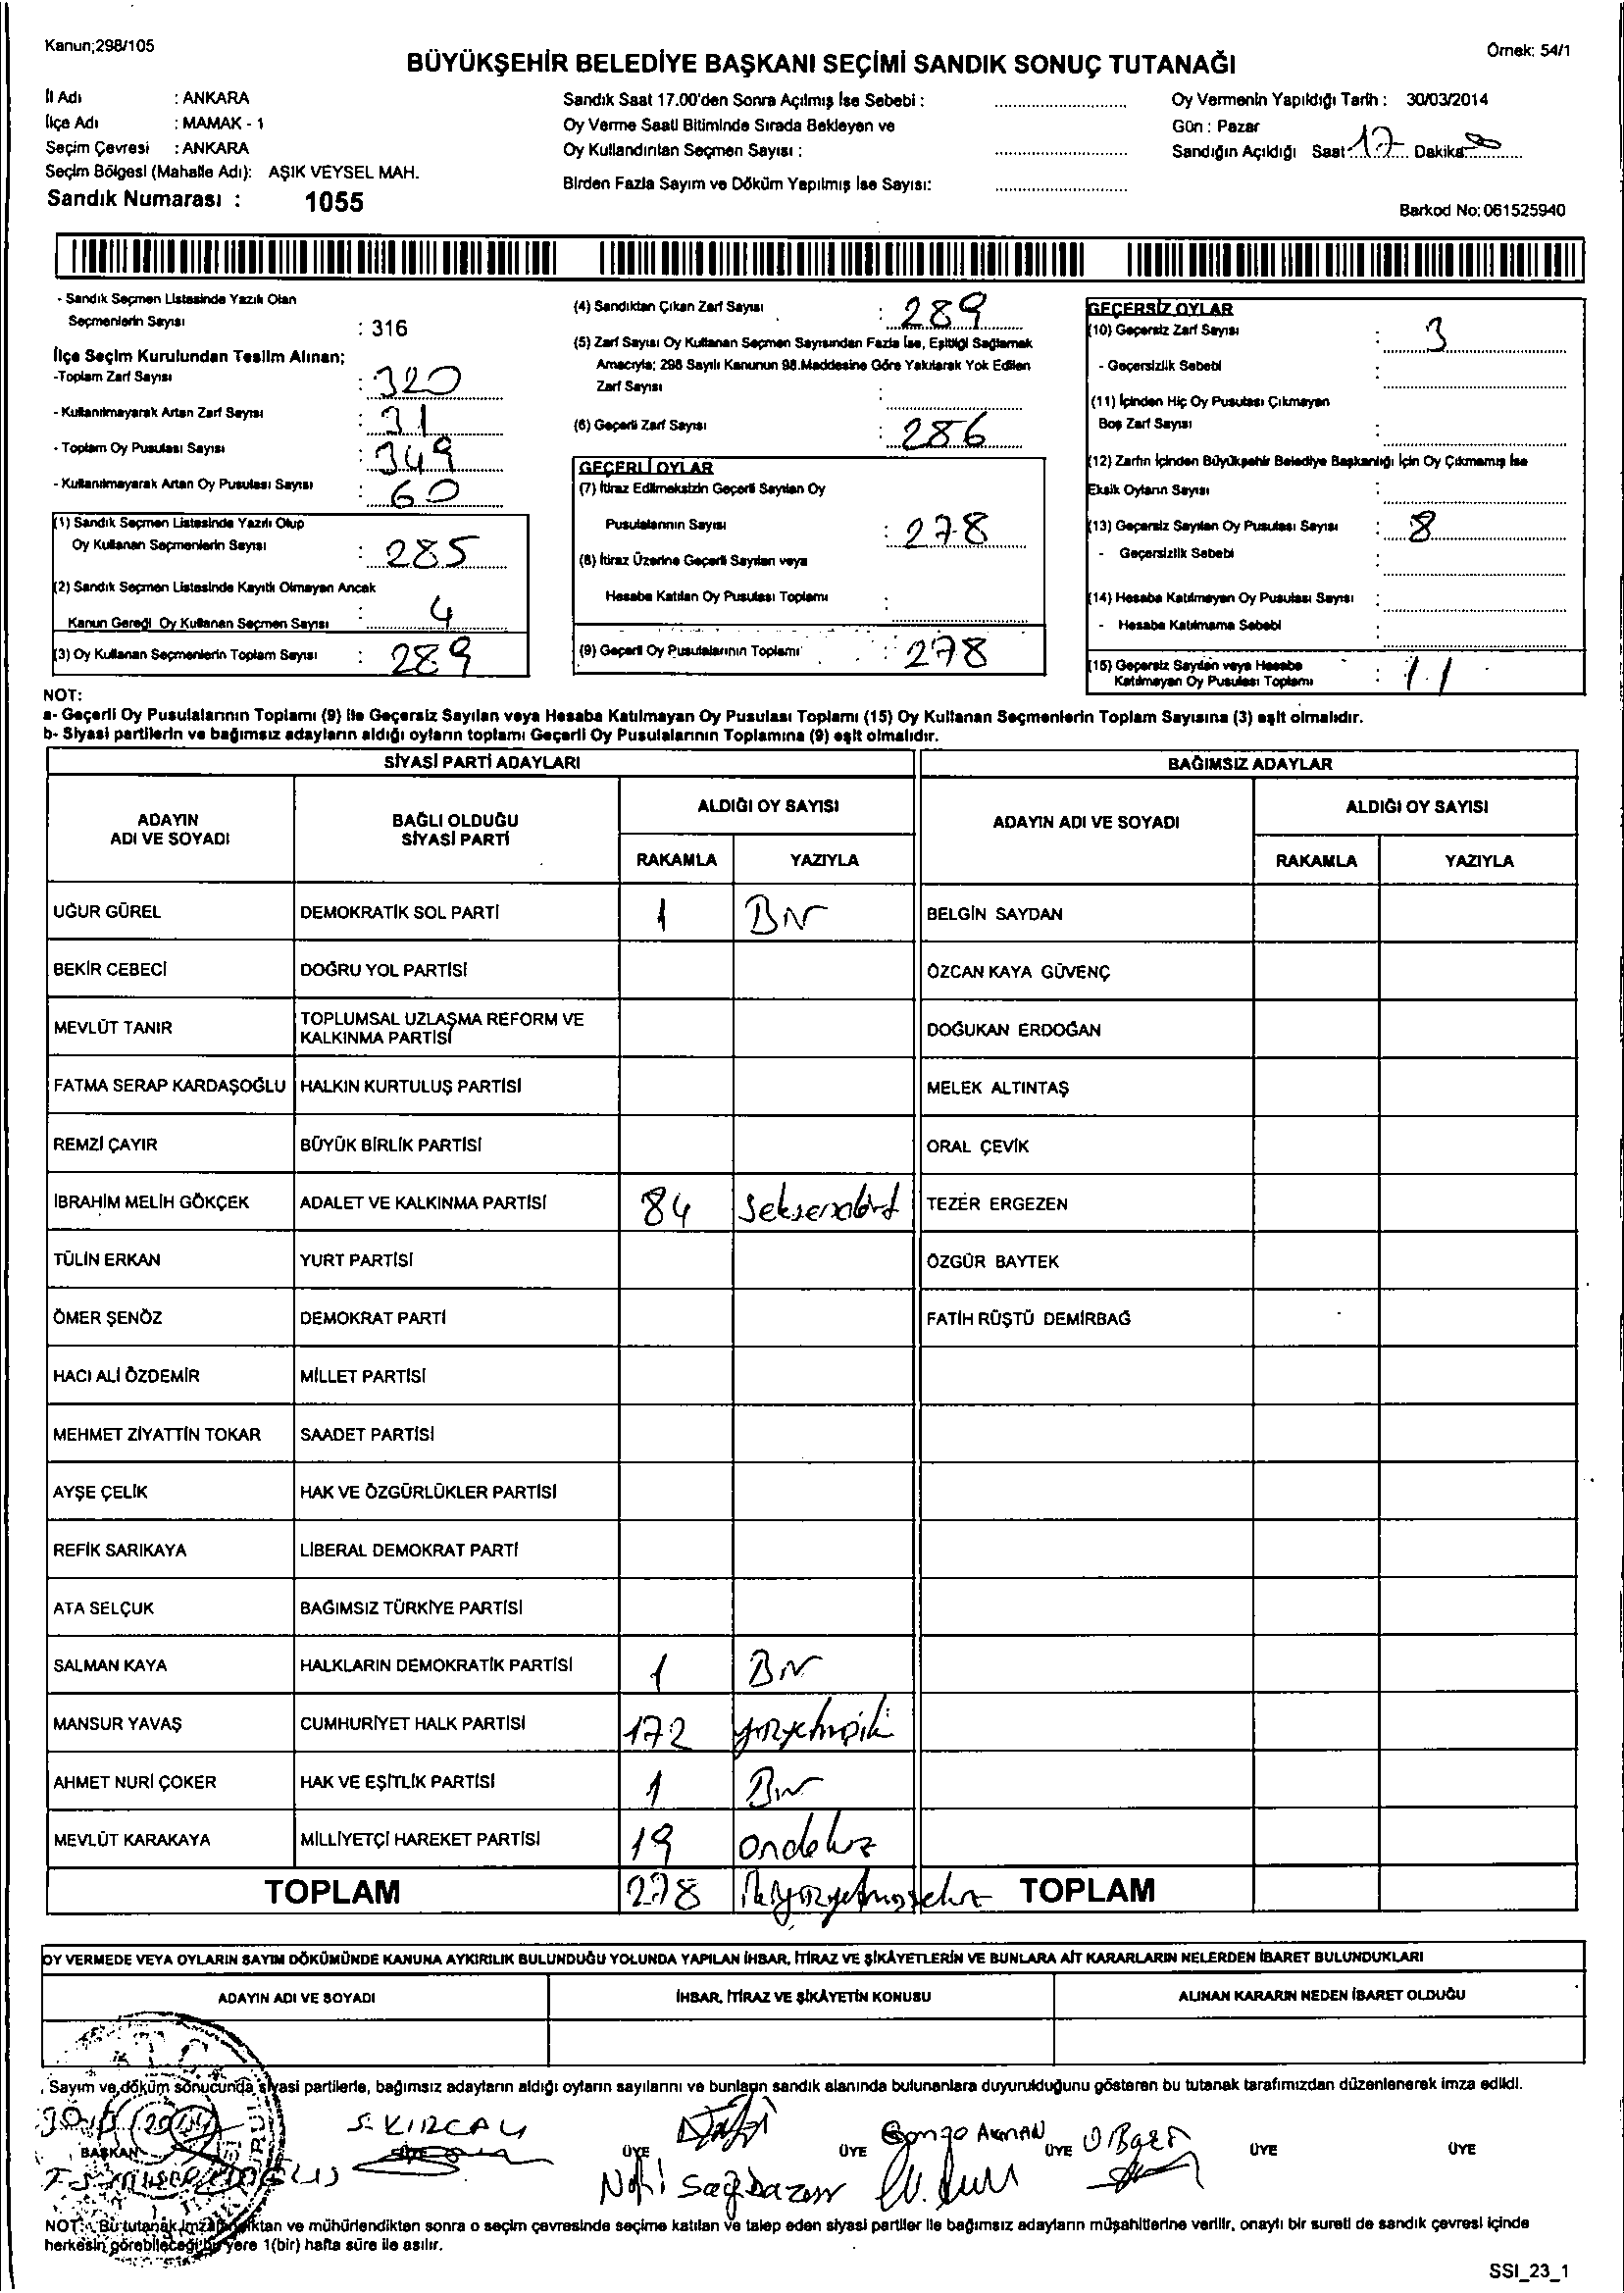 Kanun;298/105
Örnek: 54/1
BÜYÜKŞEHİR BELEDİYE BAŞKANI SEÇİMİ SANDIK SONUÇ TUTANAĞI
İl Adı : ANKARA
İlçe Adı : MAMAK - 1
Seçim Çevresi : ANKARA
Seçim Bölgesi (Mahalle Adı): AŞIK VEYSEL MAH.
Sandık Numarası : 1055
Sandık Saat 17.00'den Sonra Açılmış İse Sebebi :
Oy Verme Saati Bitiminde Sırada Bekleyen ve
Oy Kullandırılan Seçmen Sayısı :
Birden Fazla Sayım ve Döküm Yapılmış İse Sayısı:
Oy Vermenin Yapıldığı Tarih : 30/03/2014
Gün : Pazar
Sandığın Açıldığı Saat 17 Dakika
Barkod No: 061525940
- Sandık Seçmen Listesinde Yazılı Olan
Seçmenlerin Sayısı : 316
İlçe Seçim Kurulundan Teslim Alınan;
-Toplam Zarf Sayısı : 320
- Kullanılmayarak Artan Zarf Sayısı : 31
- Toplam Oy Pusulası Sayısı : 349
- Kullanılmayarak Artan Oy Pusulası Sayısı : 60
(1) Sandık Seçmen Listesinde Yazılı Olup
Oy Kullanan Seçmenlerin Sayısı : 285
(2) Sandık Seçmen Listesinde Kayıtlı Olmayan Ancak
Kanun Gereği Oy Kullanan Seçmen Sayısı : 4
(3) Oy Kullanan Seçmenlerin Toplam Sayısı : 289
(4) Sandıktan Çıkan Zarf Sayısı : 289
(5) Zarf Sayısı Oy Kullanan Seçmen Sayısından Fazla İse, Eşitliği Sağlamak
Amacıyla; 298 Sayılı Kanunun 98.Maddesine Göre Yakılarak Yok Edilen
Zarf Sayısı :
(6) Geçerli Zarf Sayısı : 286
GEÇERLİ OYLAR
(7) İtiraz Edilmeksizin Geçerli Sayılan Oy
Pusulalarının Sayısı : 278
(8) İtiraz Üzerine Geçerli Sayılan veya
Hesaba Katılan Oy Pusulası Toplamı :
(9) Geçerli Oy Pusulalarının Toplamı : 278
GEÇERSİZ OYLAR
(10) Geçersiz Zarf Sayısı : 3
- Geçersizlik Sebebi :
(11) İçinden Hiç Oy Pusulası Çıkmayan
Boş Zarf Sayısı :
(12) Zarfın İçinden Büyükşehir Belediye Başkanlığı İçin Oy Çıkmamış İse
Eksik Oyların Sayısı :
(13) Geçersiz Sayılan Oy Pusulası Sayısı : 8
- Geçersizlik Sebebi :
(14) Hesaba Katılmayan Oy Pusulası Sayısı :
- Hesaba Katılmama Sebebi :
(15) Geçersiz Sayılan veya Hesaba
Katılmayan Oy Pusulası Toplamı : 11
NOT:
a- Geçerli Oy Pusulalarının Toplamı (9) ile Geçersiz Sayılan veya Hesaba Katılmayan Oy Pusulası Toplamı (15) Oy Kullanan Seçmenlerin Toplam Sayısına (3) eşit olmalıdır.
b- Siyasi partilerin ve bağımsız adayların aldığı oyların toplamı Geçerli Oy Pusulalarının Toplamına (9) eşit olmalıdır.
SİYASİ PARTİ ADAYLARI BAĞIMSIZ ADAYLAR
ADAYIN
ADI VE SOYADI
BAĞLI OLDUĞU
SİYASİ PARTİ
ALDIĞI OY SAYISI
RAKAMLA YAZIYLA
ADAYIN ADI VE SOYADI
ALDIĞI OY SAYISI
RAKAMLA YAZIYLA
UĞUR GÜREL DEMOKRATİK SOL PARTİ 1 Bir BELGİN SAYDAN
BEKİR CEBECİ DOĞRU YOL PARTİSİ ÖZCAN KAYA GÜVENÇ
MEVLÜT TANIR TOPLUMSAL UZLAŞMA REFORM VE
KALKINMA PARTİSİ DOĞUKAN ERDOĞAN
FATMA SERAP KARDAŞOĞLU HALKIN KURTULUŞ PARTİSİ MELEK ALTINTAŞ
REMZİ ÇAYIR BÜYÜK BİRLİK PARTİSİ ORAL ÇEVİK
İBRAHİM MELİH GÖKÇEK ADALET VE KALKINMA PARTİSİ 84 Seksendört TEZER ERGEZEN
TÜLİN ERKAN YURT PARTİSİ ÖZGÜR BAYTEK
ÖMER ŞENÖZ DEMOKRAT PARTİ FATİH RÜŞTÜ DEMİRBAĞ
HACI ALİ ÖZDEMİR MİLLET PARTİSİ
MEHMET ZİYATTİN TOKAR SAADET PARTİSİ
AYŞE ÇELİK HAK VE ÖZGÜRLÜKLER PARTİSİ
REFİK SARIKAYA LİBERAL DEMOKRAT PARTİ
ATA SELÇUK BAĞIMSIZ TÜRKİYE PARTİSİ
SALMAN KAYA HALKLARIN DEMOKRATİK PARTİSİ 1 Bir
MANSUR YAVAŞ CUMHURİYET HALK PARTİSİ 172 yüzyetmişiki
AHMET NURİ ÇOKER HAK VE EŞİTLİK PARTİSİ 1 Bir
MEVLÜT KARAKAYA MİLLİYETÇİ HAREKET PARTİSİ 19 ondokuz
TOPLAM 278 ikiyüzyetmişsekiz TOPLAM
OY VERMEDE VEYA OYLARIN SAYIM DÖKÜMÜNDE KANUNA AYKIRILIK BULUNDUĞU YOLUNDA YAPILAN İHBAR, İTİRAZ VE ŞİKÂYETLERİN VE BUNLARA AİT KARARLARIN NELERDEN İBARET BULUNDUKLARI
ADAYIN ADI VE SOYADI İHBAR, İTİRAZ VE ŞİKÂYETİN KONUSU ALINAN KARARIN NEDEN İBARET OLDUĞU
Sayım ve döküm sonucunda siyasi partilerle, bağımsız adayların aldığı oyların sayılarını ve bunların sandık alanında bulunanlara duyurulduğunu gösteren bu tutanak tarafımızdan düzenlenerek imza edildi.
S. KIRCALI
BAŞKAN ÜYE ÜYE ÜYE ÜYE ÜYE
NOT: Bu tutanak imzalandıktan ve mühürlendikten sonra o seçim çevresinde seçime katılan ve talep eden siyasi partiler ile bağımsız adayların müşahitlerine verilir, onaylı bir sureti de sandık çevresi içinde
herkesin görebileceği bir yere 1(bir) hafta süre ile asılır.
SSI_23_1